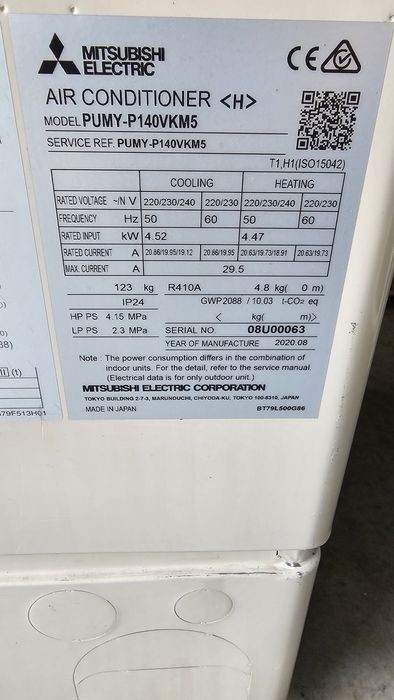 MITSUBISHI
ELECTRIC
CE
AIR CONDITIONER <H>
MODEL PUMY-P140VKM5
SERVICE REF. PUMY-P140VKM5
T1,H1(ISO15042)
COOLING HEATING
RATED VOLTAGE ~/N V 220/230/240 220/230 220/230/240 220/230
FREQUENCY Hz 50 60 50 60
RATED INPUT kW 4.52 4.47
RATED CURRENT A 20.86/19.95/19.12 20.86/19.95 20.63/19.73/18.91 20.63/19.73
MAX. CURRENT A 29.5
123 kg R410A 4.8 kg( 0 m)
IP24 GWP2088 / 10.03 t-CO2 eq
HP PS 4.15 MPa < kg( m)>
LP PS 2.3 MPa SERIAL NO. 08U00063
YEAR OF MANUFACTURE 2020.08
Note : The power consumption differs in the combination of
indoor units. For the detail, refer to the service manual.
(Electrical data is for only outdoor unit.)
MITSUBISHI ELECTRIC CORPORATION
TOKYO BUILDING 2-7-3, MARUNOUCHI, CHIYODA-KU, TOKYO 100-8310, JAPAN
MADE IN JAPAN BT79L500G86
(t)
79F513H01